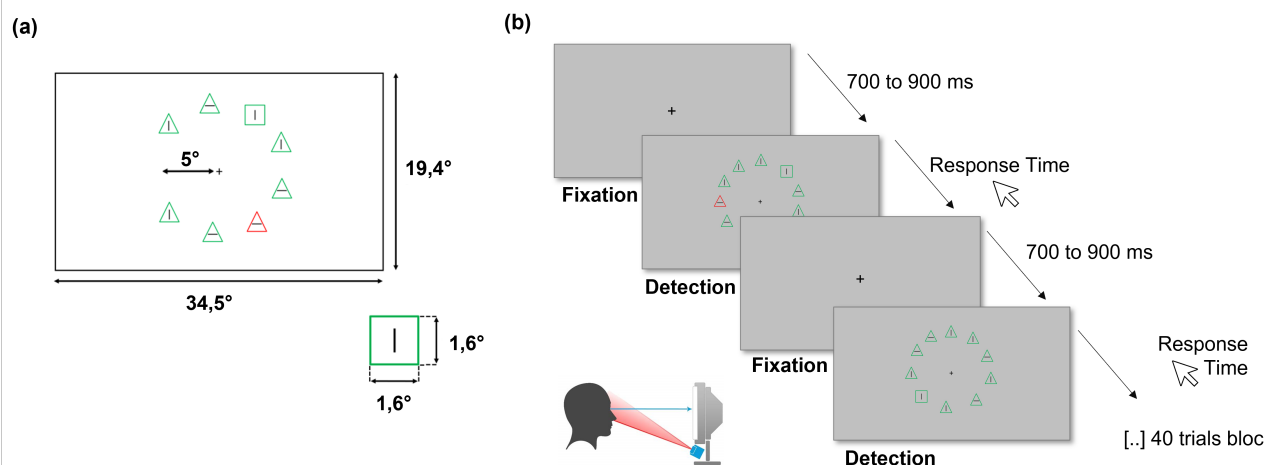 (a)
5°
19,4°
34,5°
1,6°
1,6°
(b)
700 to 900 ms
Fixation
Response Time
Detection
700 to 900 ms
Fixation
Response
Time
Detection
[..] 40 trials bloc